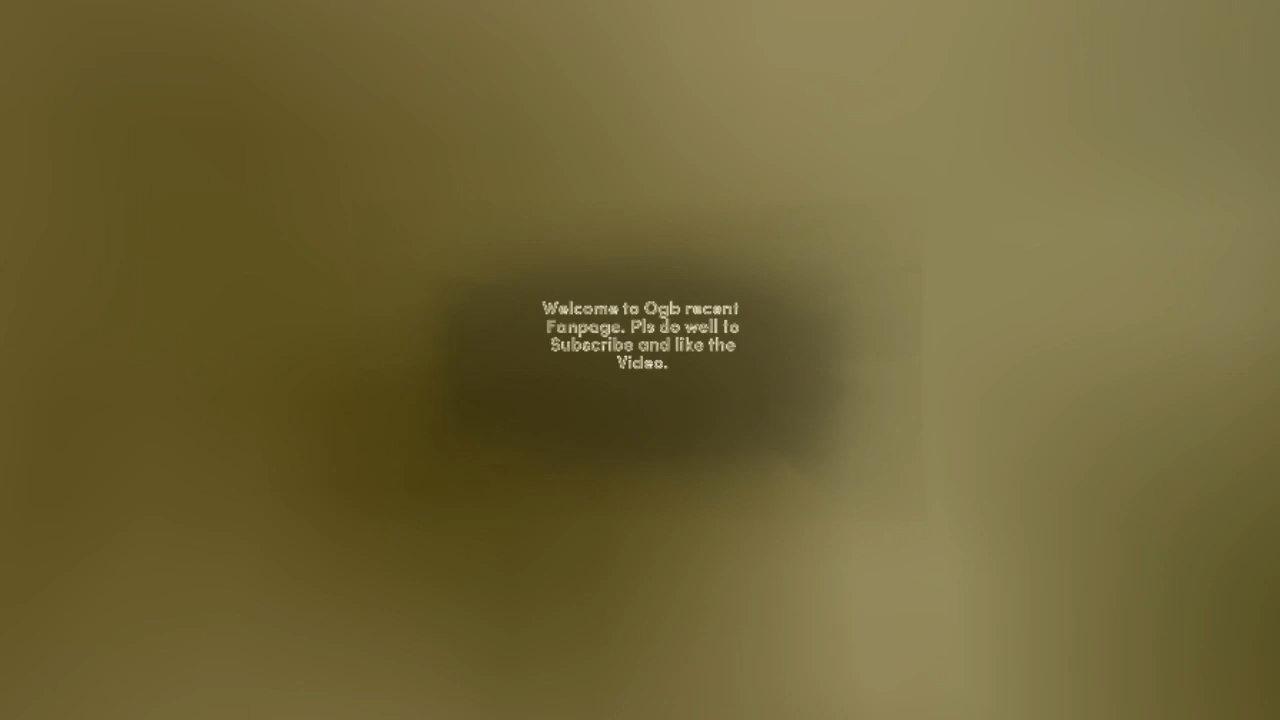 Welcome to Ogb recent
Fanpage. Pls do well to
Subscribe and like the
Video.